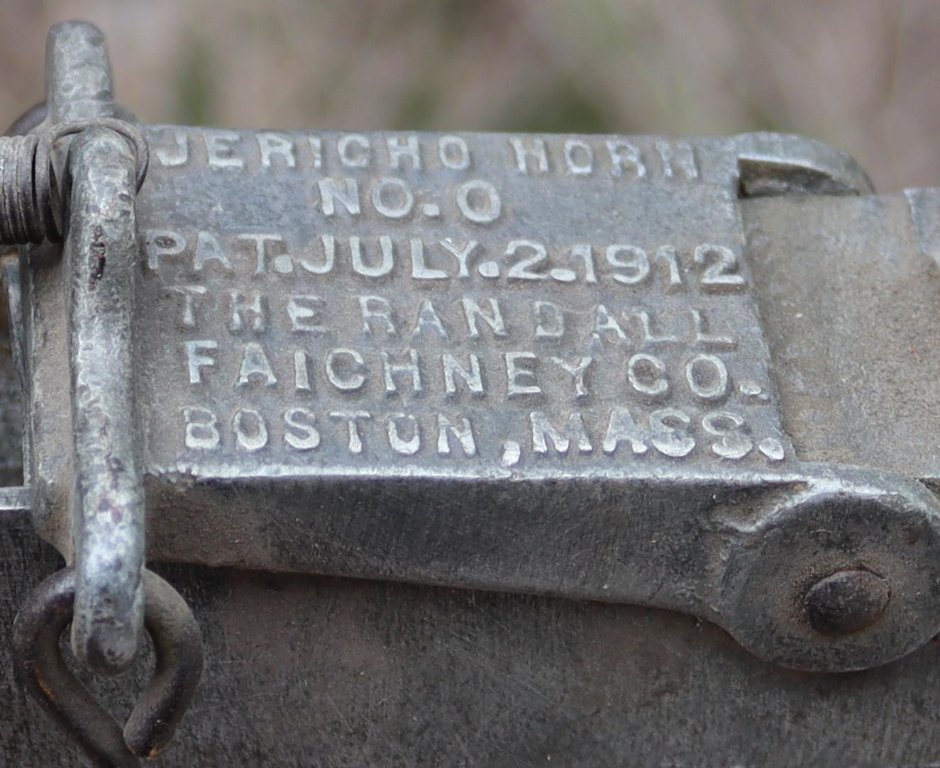 JERICHO HORN
NO. 0
PAT. JULY. 2. 1912
THE RANDALL
FAICHNEY CO.
BOSTON, MASS.